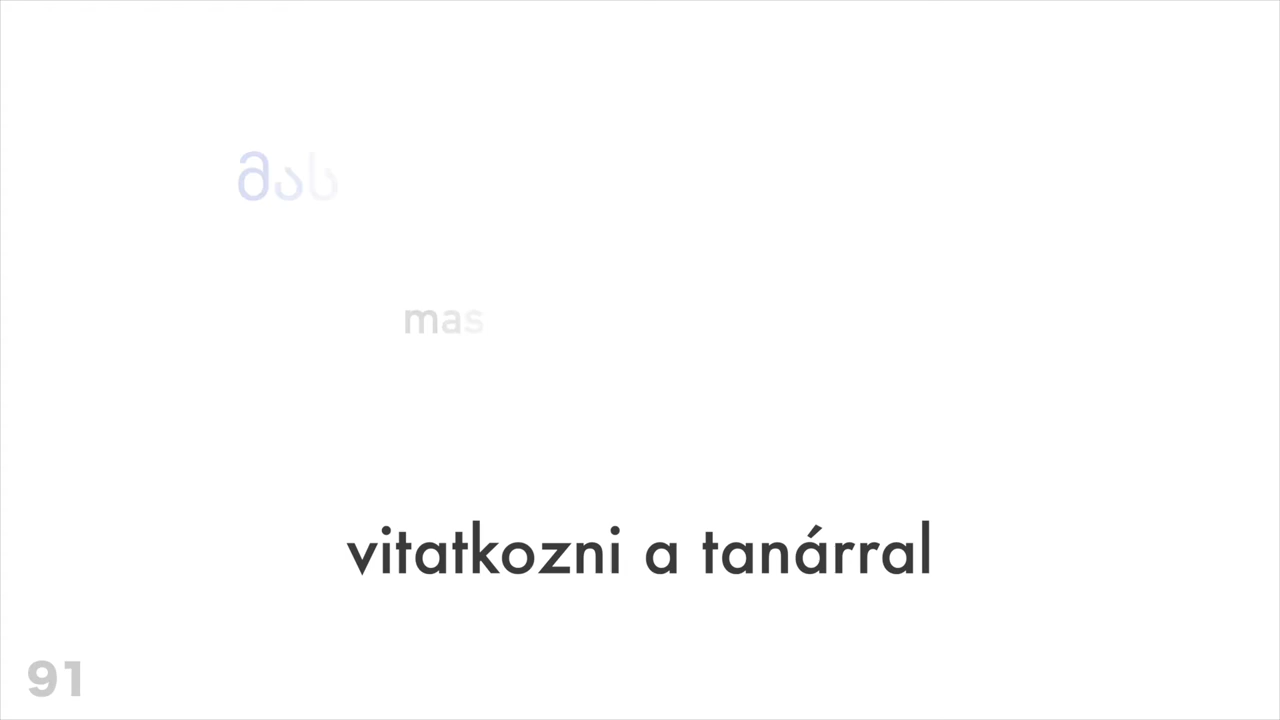 მას
mas
vitatkozni a tanárral
91